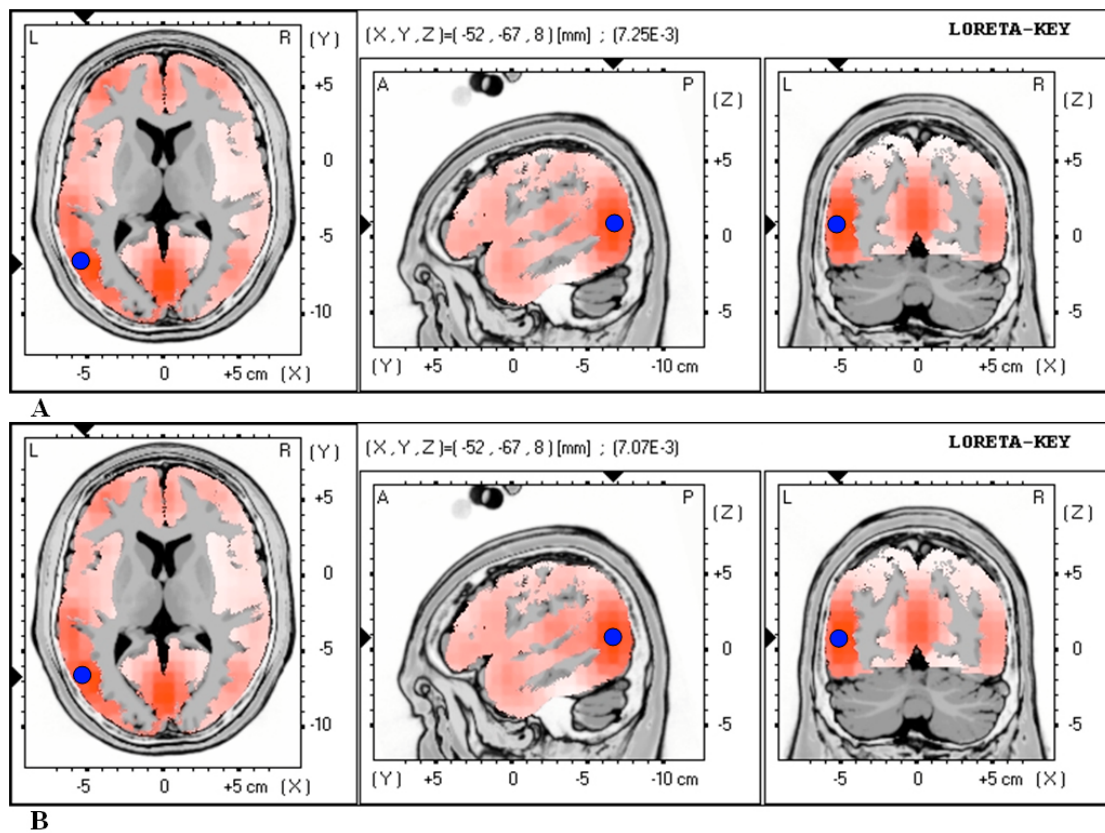 L R (Y) (X,Y,Z)=(-52,-67,8)[mm] ; (7.25E-3) LORETA-KEY
A P (Z) L R (Z)
+5 +5 +5
0
-5 0 0
-10 -5 -5
-5 0 +5 cm (X) (Y) +5 0 -5 -10 cm -5 0 +5 cm (X)
A
L R (Y) (X,Y,Z)=(-52,-67,8)[mm] ; (7.07E-3) LORETA-KEY
A P (Z) L R (Z)
+5 +5 +5
0
-5 0 0
-10 -5 -5
-5 0 +5 cm (X) (Y) +5 0 -5 -10 cm -5 0 +5 cm (X)
B